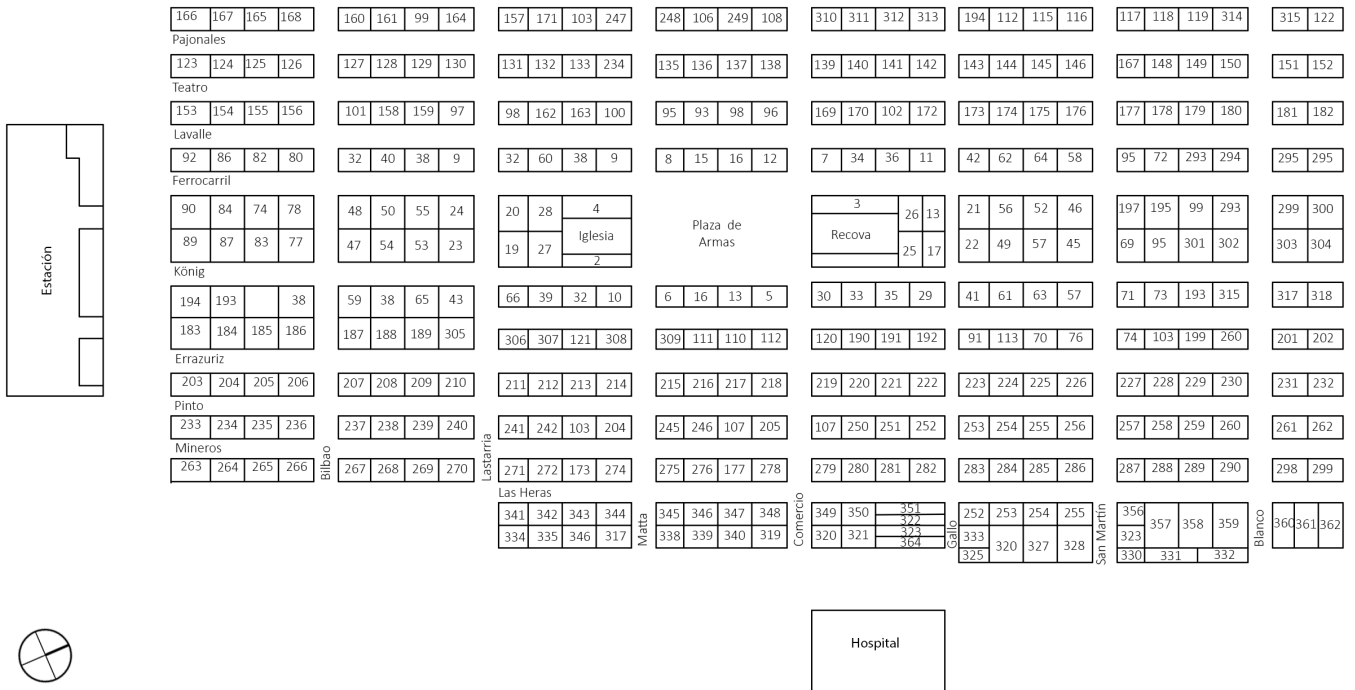 166 167 165 168 160 161 99 164 157 171 103 247 248 106 249 108 310 311 312 313 194 112 115 116 117 118 119 314 315 122
Pajonales
123 124 125 126 127 128 129 130 131 132 133 234 135 136 137 138 139 140 141 142 143 144 145 146 167 148 149 150 151 152
Teatro
153 154 155 156 101 158 159 97 98 162 163 100 95 93 98 96 169 170 102 172 173 174 175 176 177 178 179 180 181 182
Lavalle
92 86 82 80 32 40 38 9 32 60 38 9 8 15 16 12 7 34 36 11 42 62 64 58 95 72 293 294 295 295
Ferrocarril
90 84 74 78 48 50 55 24 20 28 4 3 26 13 21 56 52 46 197 195 99 293 299 300
Plaza de
Armas
Iglesia
Recova
89 87 83 77 47 54 53 23 19 27 2 25 17 22 49 57 45 69 95 301 302 303 304
König
Estación
194 193 38 59 38 65 43 66 39 32 10 6 16 13 5 30 33 35 29 41 61 63 57 71 73 193 315 317 318
183 184 185 186 187 188 189 305 306 307 121 308 309 111 110 112 120 190 191 192 91 113 70 76 74 103 199 260 201 202
Errazuriz
203 204 205 206 207 208 209 210 211 212 213 214 215 216 217 218 219 220 221 222 223 224 225 226 227 228 229 230 231 232
Pinto
233 234 235 236 237 238 239 240 241 242 103 204 245 246 107 205 107 250 251 252 253 254 255 256 257 258 259 260 261 262
Mineros
263 264 265 266 267 268 269 270 271 272 173 274 275 276 177 278 279 280 281 282 283 284 285 286 287 288 289 290 298 299
Bilbao
Lastarria
Las Heras
341 342 343 344 345 346 347 348 349 350 351 322 252 253 254 255 356 357 358 359 360 361 362
334 335 346 317 338 339 340 319 320 321 323 364 333 320 327 328 323
325 330 331 332
Matta
Comercio
Gallo
San Martín
Blanco
Hospital